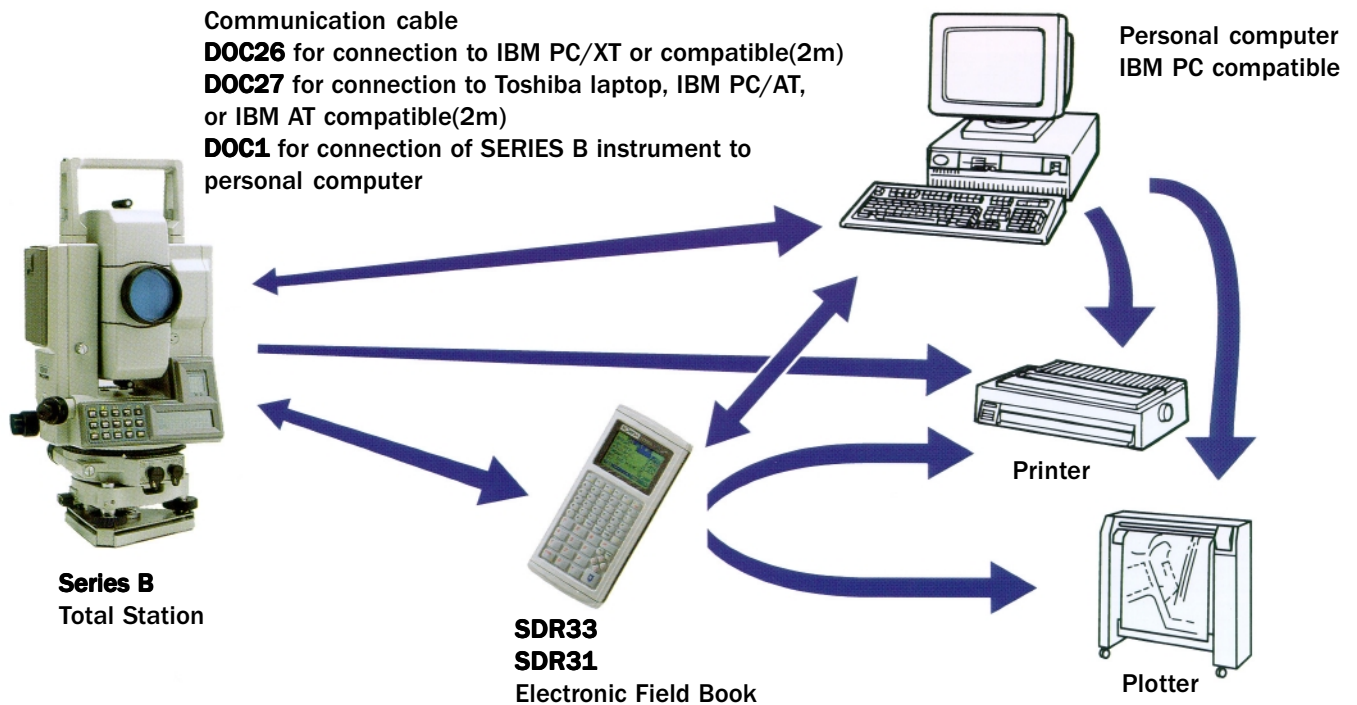 Communication cable
DOC26 for connection to IBM PC/XT or compatible(2m)
DOC27 for connection to Toshiba laptop, IBM PC/AT,
or IBM AT compatible(2m)
DOC1 for connection of SERIES B instrument to
personal computer
Personal computer
IBM PC compatible
Printer
Series B
Total Station
SDR33
SDR31
Electronic Field Book
Plotter